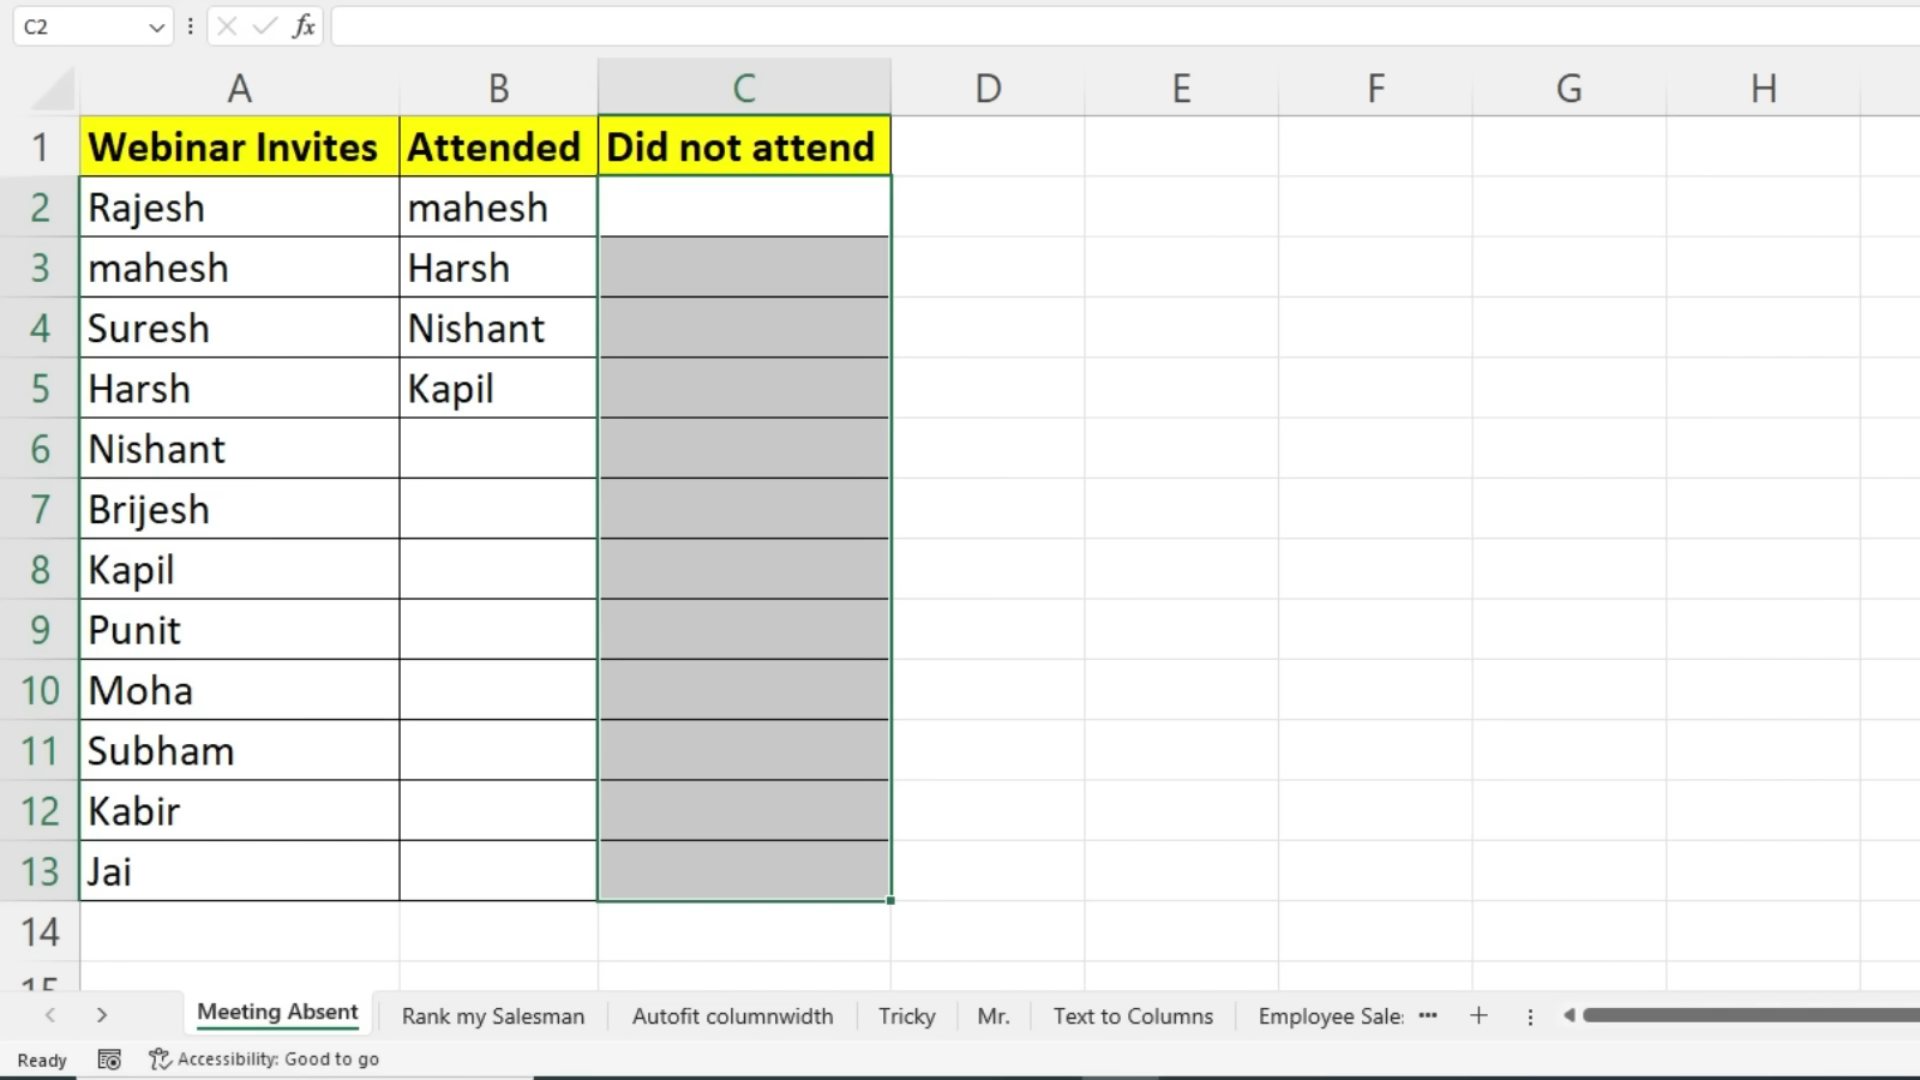 C2 fx
A B C D E F G H
1 Webinar Invites Attended Did not attend
2 Rajesh mahesh
3 mahesh Harsh
4 Suresh Nishant
5 Harsh Kapil
6 Nishant
7 Brijesh
8 Kapil
9 Punit
10 Moha
11 Subham
12 Kabir
13 Jai
14
15
Meeting Absent Rank my Salesman Autofit columnwidth Tricky Mr. Text to Columns Employee Sale
Ready Accessibility: Good to go